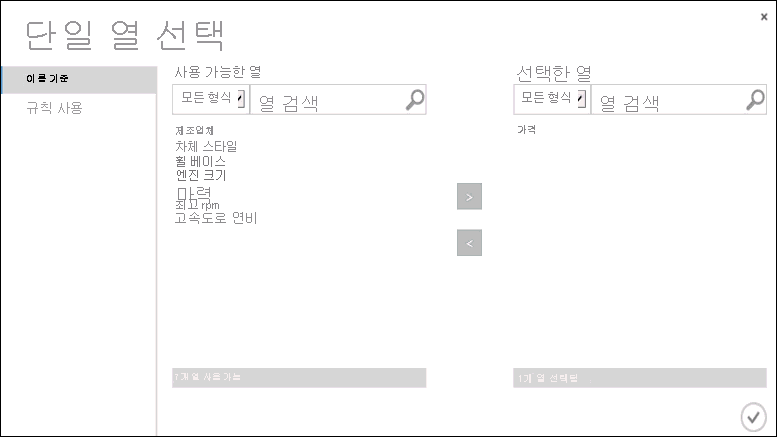 단일 열 선택
x
이름 기준
규칙 사용
사용 가능한 열
모든 형식
열 검색
제조업체
차체 스타일
휠 베이스
엔진 크기
마력
최고 rpm
고속도로 연비
7개 열 사용 가능
>
<
선택한 열
모든 형식
열 검색
가격
1개 열 선택됨